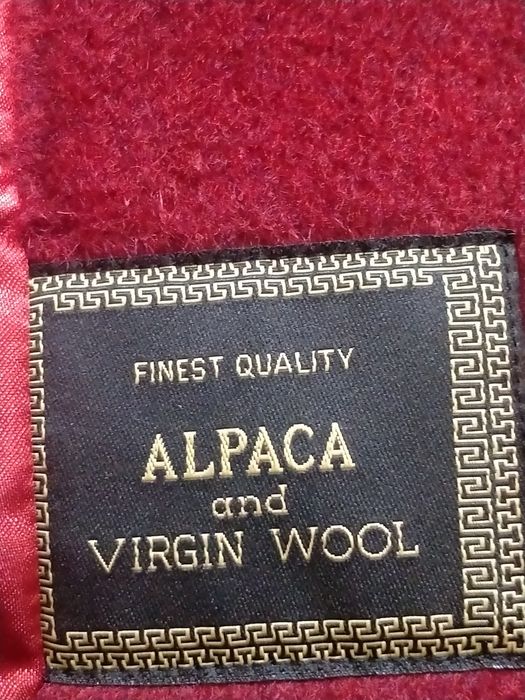 FINEST QUALITY
ALPACA
and
VIRGIN WOOL